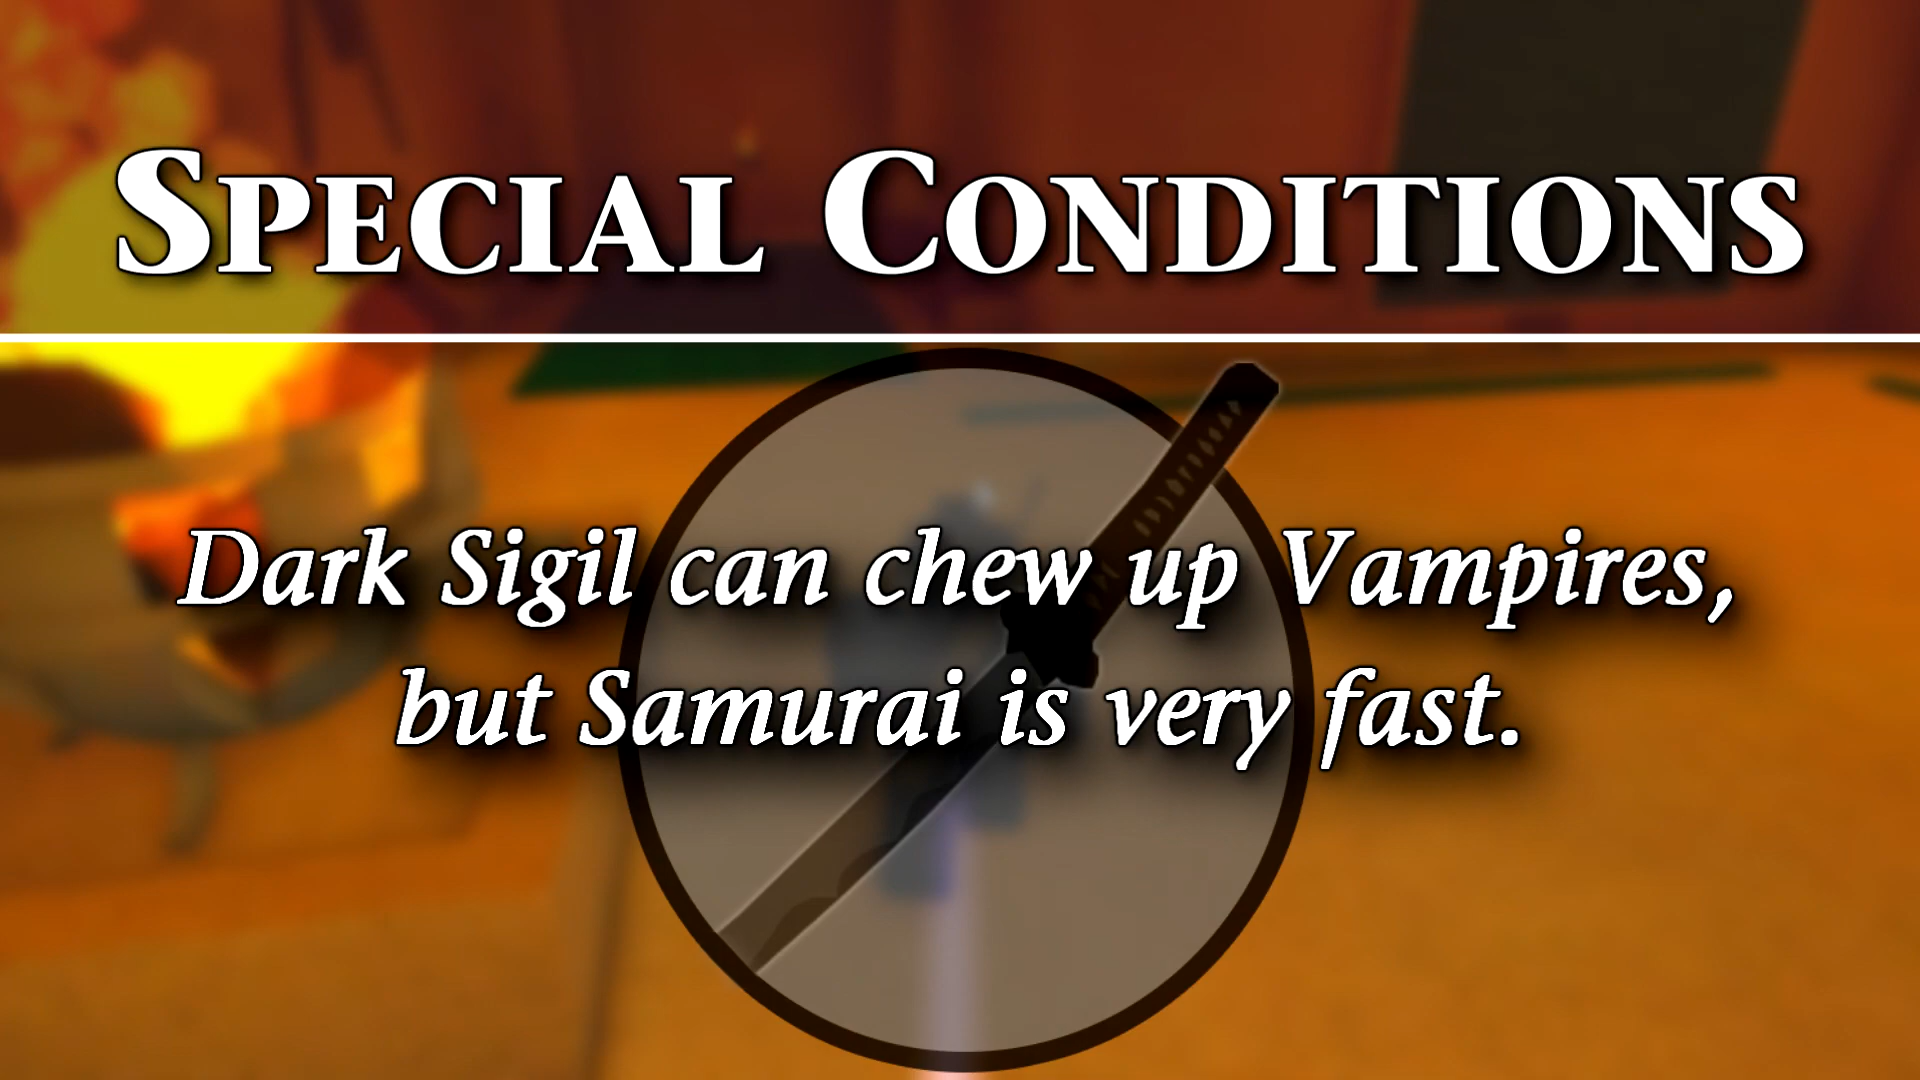 Special Conditions
Dark Sigil can chew up Vampires,
but Samurai is very fast.